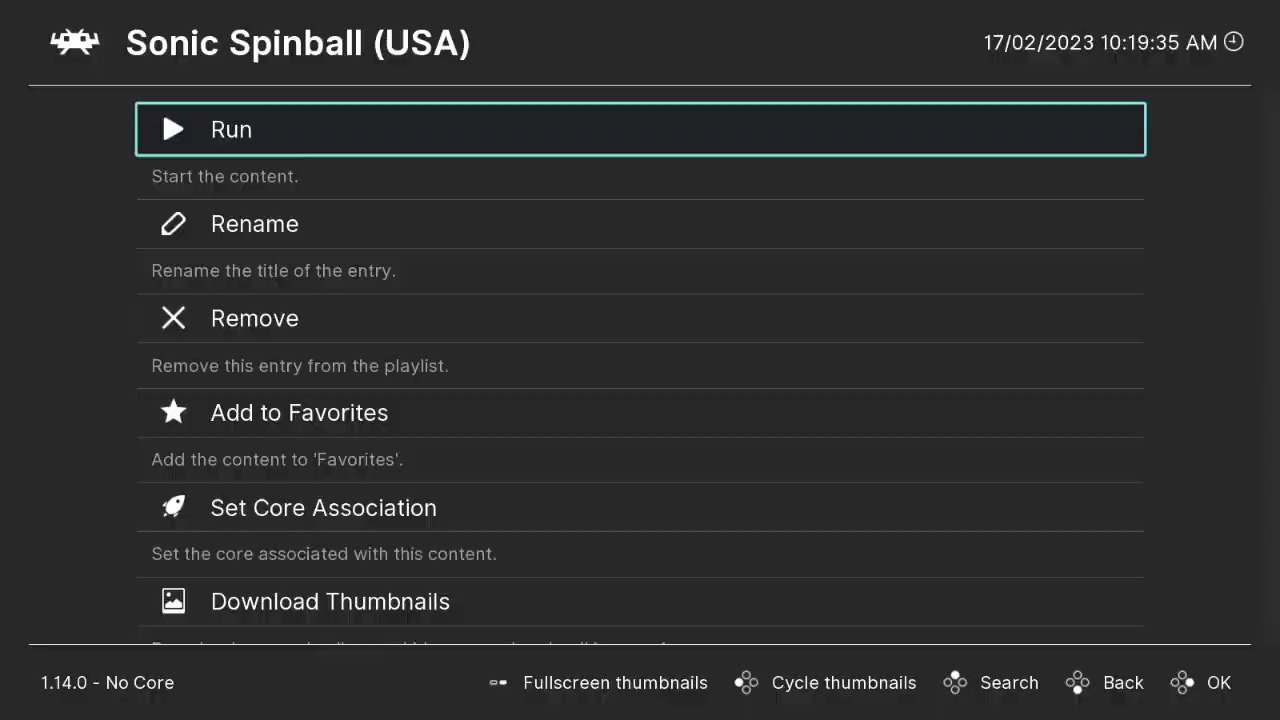 Sonic Spinball (USA)
17/02/2023 10:19:35 AM
Run
Start the content.
Rename
Rename the title of the entry.
Remove
Remove this entry from the playlist.
Add to Favorites
Add the content to 'Favorites'.
Set Core Association
Set the core associated with this content.
Download Thumbnails
1.14.0 - No Core
Fullscreen thumbnails
Cycle thumbnails
Search
Back
OK